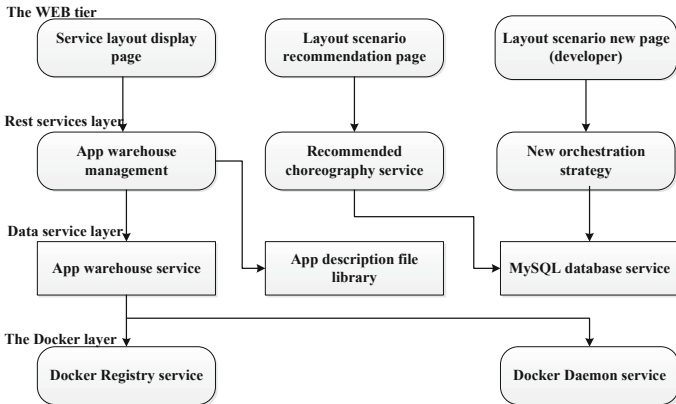 The WEB tier
Service layout display
page
Layout scenario
recommendation page
Layout scenario new page
(developer)
Rest services layer
App warehouse
management
Recommended
choreography service
New orchestration
strategy
Data service layer
App warehouse service
App description file
library
MySQL database service
The Docker layer
Docker Registry service
Docker Daemon service